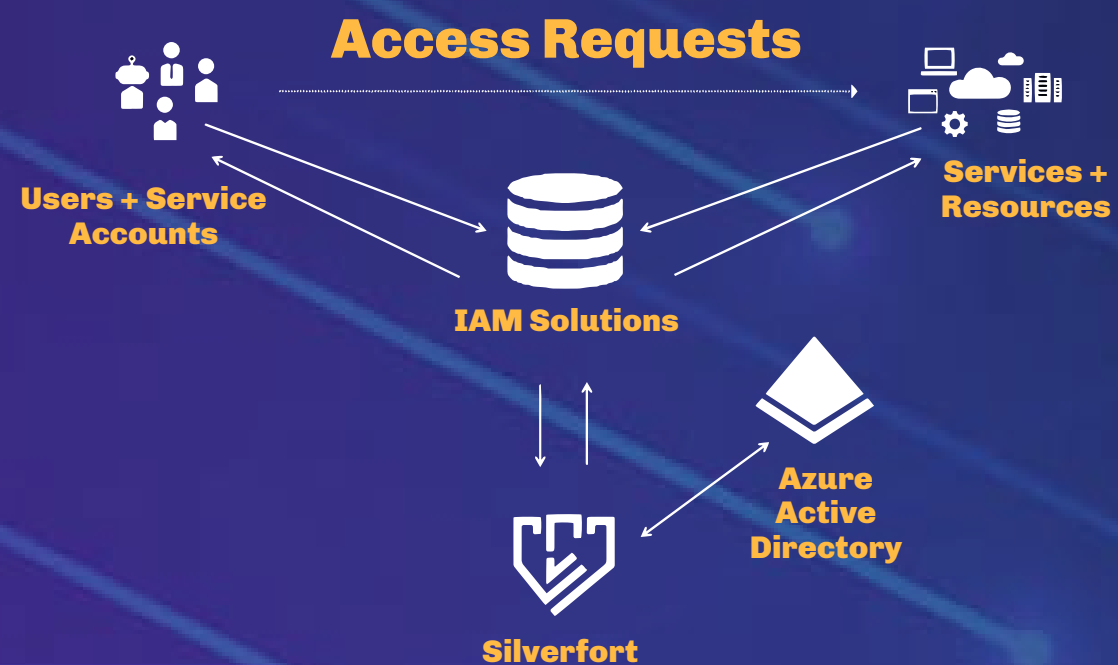 Access Requests
Users + Service
Accounts
Services +
Resources
IAM Solutions
Azure
Active
Directory
Silverfort